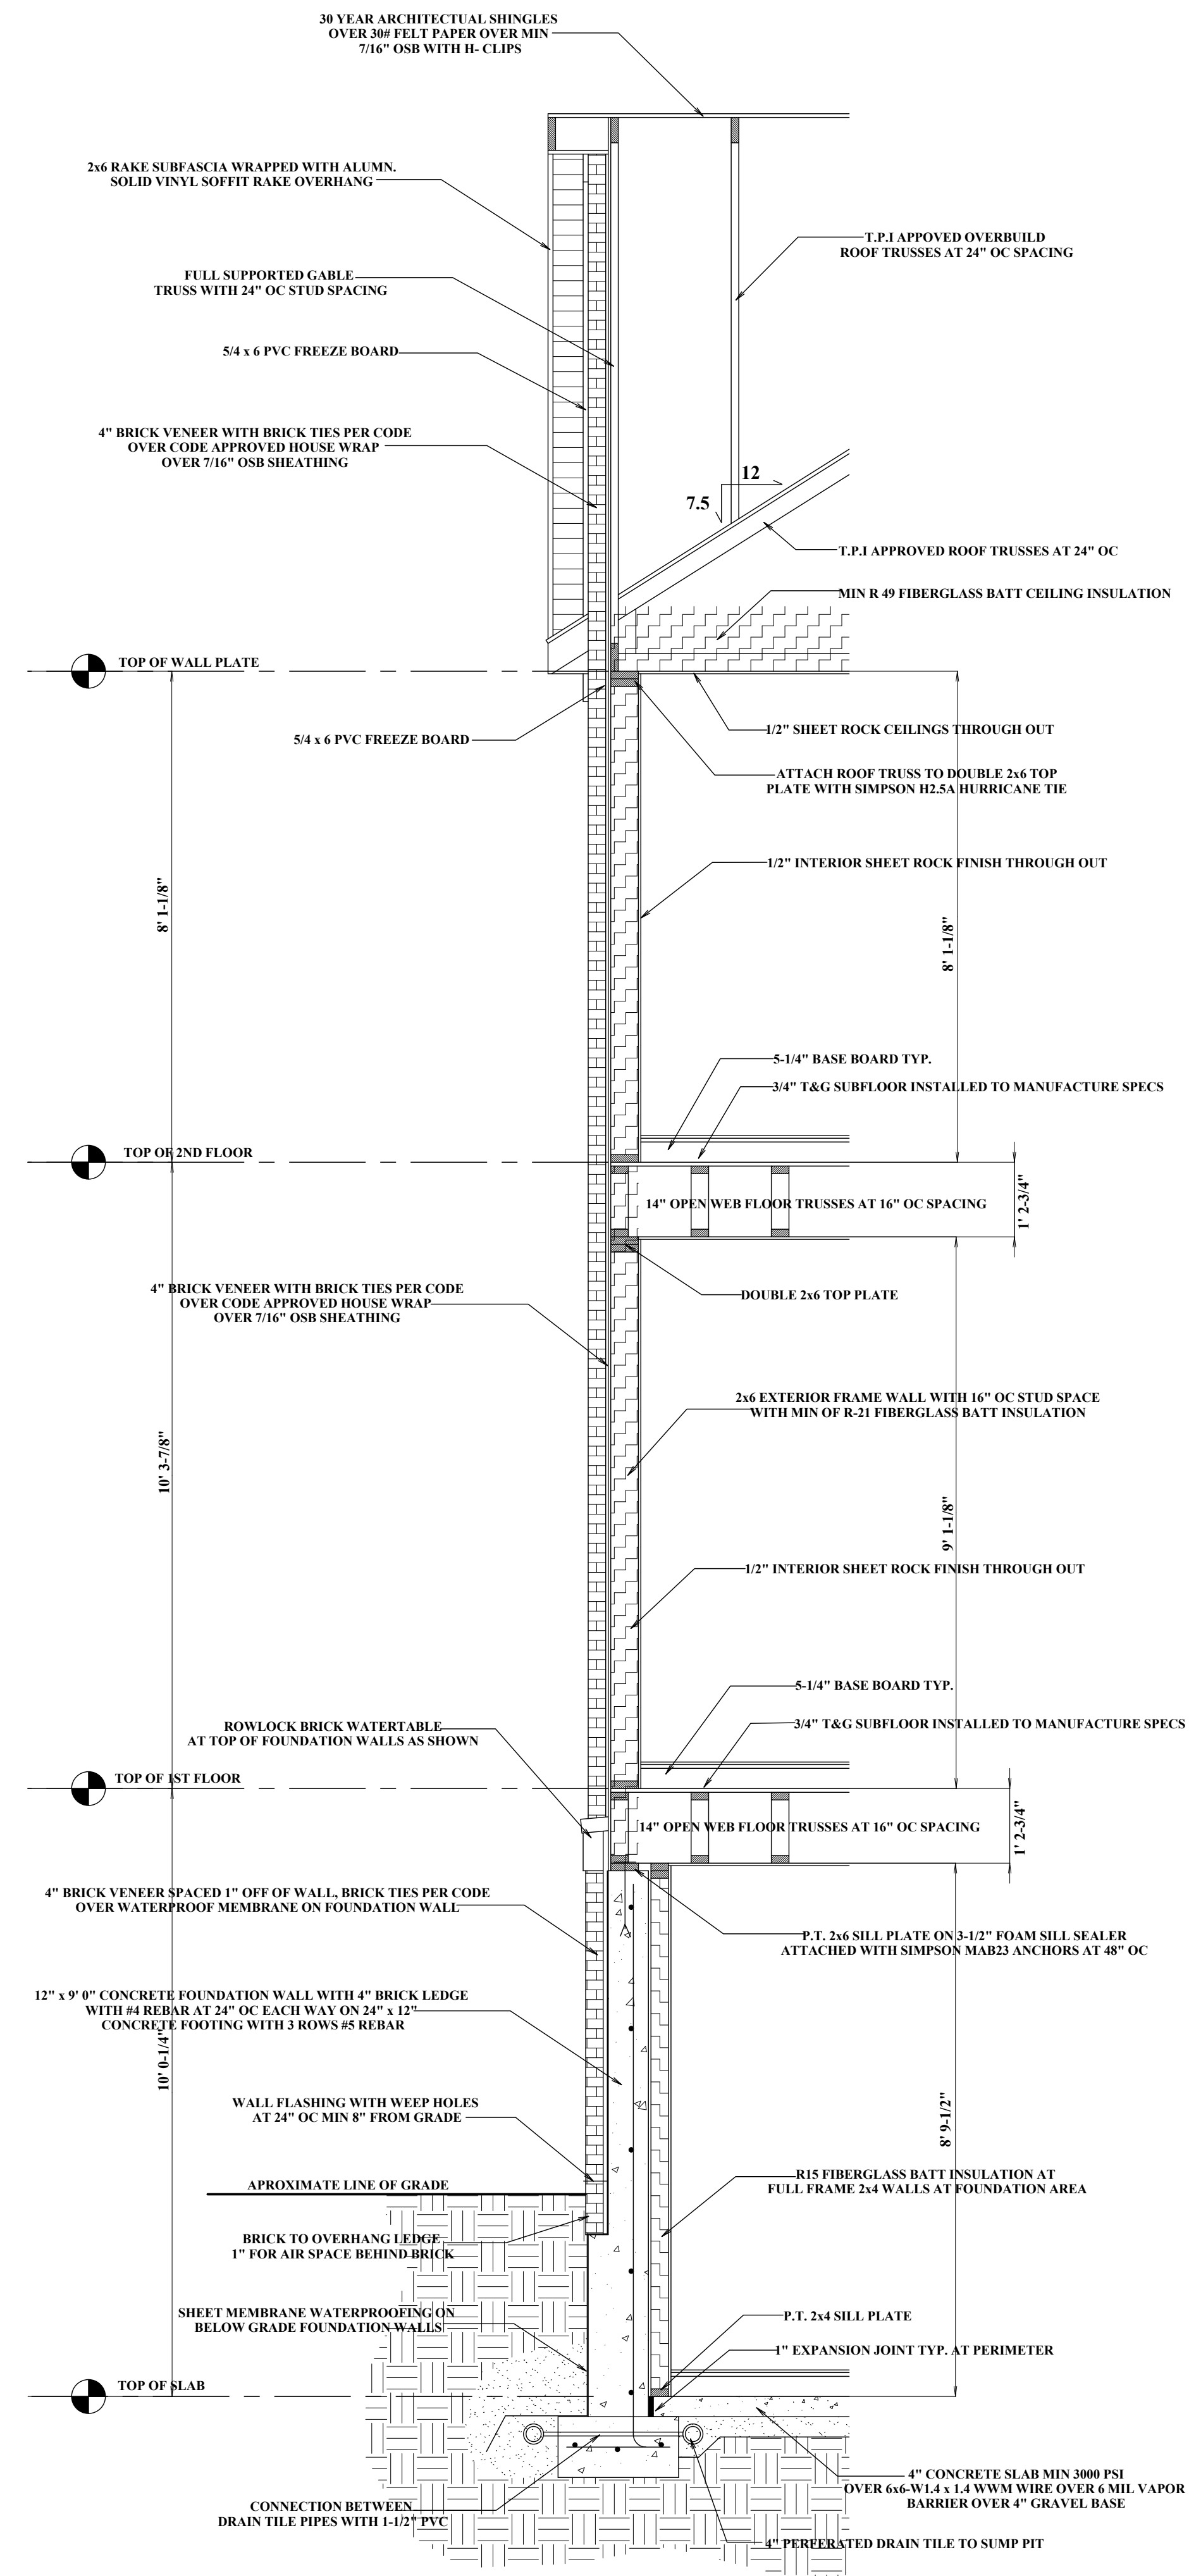 30 YEAR ARCHITECTUAL SHINGLES
OVER 30# FELT PAPER OVER MIN
7/16" OSB WITH H- CLIPS
2x6 RAKE SUBFASCIA WRAPPED WITH ALUMN.
SOLID VINYL SOFFIT RAKE OVERHANG
T.P.I APPOVED OVERBUILD
ROOF TRUSSES AT 24" OC SPACING
FULL SUPPORTED GABLE
TRUSS WITH 24" OC STUD SPACING
5/4 x 6 PVC FREEZE BOARD
4" BRICK VENEER WITH BRICK TIES PER CODE
OVER CODE APPROVED HOUSE WRAP
OVER 7/16" OSB SHEATHING
12
7.5
T.P.I APPROVED ROOF TRUSSES AT 24" OC
MIN R 49 FIBERGLASS BATT CEILING INSULATION
TOP OF WALL PLATE
1/2" SHEET ROCK CEILINGS THROUGH OUT
5/4 x 6 PVC FREEZE BOARD
ATTACH ROOF TRUSS TO DOUBLE 2x6 TOP
PLATE WITH SIMPSON H2.5A HURRICANE TIE
1/2" INTERIOR SHEET ROCK FINISH THROUGH OUT
8' 1-1/8"
8' 1-1/8"
5-1/4" BASE BOARD TYP.
3/4" T&G SUBFLOOR INSTALLED TO MANUFACTURE SPECS
TOP OF 2ND FLOOR
14" OPEN WEB FLOOR TRUSSES AT 16" OC SPACING
1' 2-3/4"
4" BRICK VENEER WITH BRICK TIES PER CODE
OVER CODE APPROVED HOUSE WRAP
OVER 7/16" OSB SHEATHING
DOUBLE 2x6 TOP PLATE
2x6 EXTERIOR FRAME WALL WITH 16" OC STUD SPACE
WITH MIN OF R-21 FIBERGLASS BATT INSULATION
10' 3-7/8"
9' 1-1/8"
1/2" INTERIOR SHEET ROCK FINISH THROUGH OUT
5-1/4" BASE BOARD TYP.
3/4" T&G SUBFLOOR INSTALLED TO MANUFACTURE SPECS
ROWLOCK BRICK WATERTABLE
AT TOP OF FOUNDATION WALLS AS SHOWN
TOP OF 1ST FLOOR
14" OPEN WEB FLOOR TRUSSES AT 16" OC SPACING
1' 2-3/4"
4" BRICK VENEER SPACED 1" OFF OF WALL, BRICK TIES PER CODE
OVER WATERPROOF MEMBRANE ON FOUNDATION WALL
P.T. 2x6 SILL PLATE ON 3-1/2" FOAM SILL SEALER
ATTACHED WITH SIMPSON MAB23 ANCHORS AT 48" OC
12" x 9' 0" CONCRETE FOUNDATION WALL WITH 4" BRICK LEDGE
WITH #4 REBAR AT 24" OC EACH WAY ON 24" x 12"
CONCRETE FOOTING WITH 3 ROWS #5 REBAR
10' 0-1/4"
8' 9-1/2"
WALL FLASHING WITH WEEP HOLES
AT 24" OC MIN 8" FROM GRADE
APROXIMATE LINE OF GRADE
R15 FIBERGLASS BATT INSULATION AT
FULL FRAME 2x4 WALLS AT FOUNDATION AREA
BRICK TO OVERHANG LEDGE
1" FOR AIR SPACE BEHIND BRICK
SHEET MEMBRANE WATERPROOFING ON
BELOW GRADE FOUNDATION WALLS
P.T. 2x4 SILL PLATE
1" EXPANSION JOINT TYP. AT PERIMETER
TOP OF SLAB
4" CONCRETE SLAB MIN 3000 PSI
OVER 6x6-W1.4 x 1.4 WWM WIRE OVER 6 MIL VAPOR
BARRIER OVER 4" GRAVEL BASE
CONNECTION BETWEEN
DRAIN TILE PIPES WITH 1-1/2" PVC
4" PERFERATED DRAIN TILE TO SUMP PIT